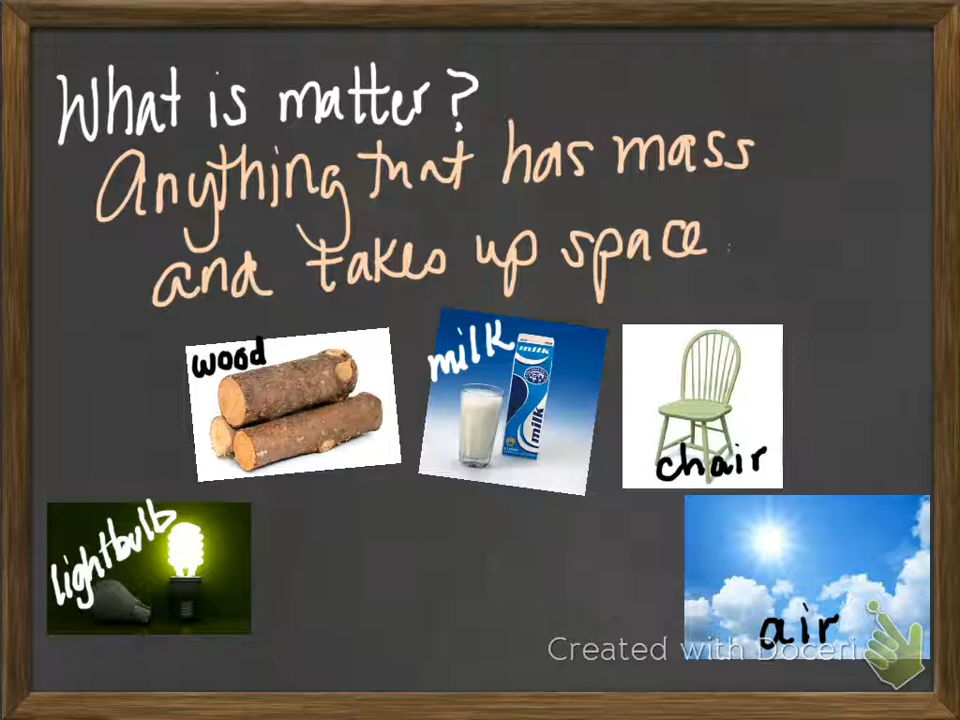 What is matter?
Anything that has mass
and takes up space
wood
milk
milk
milk
chair
lightbulb
air
Created with Doceri